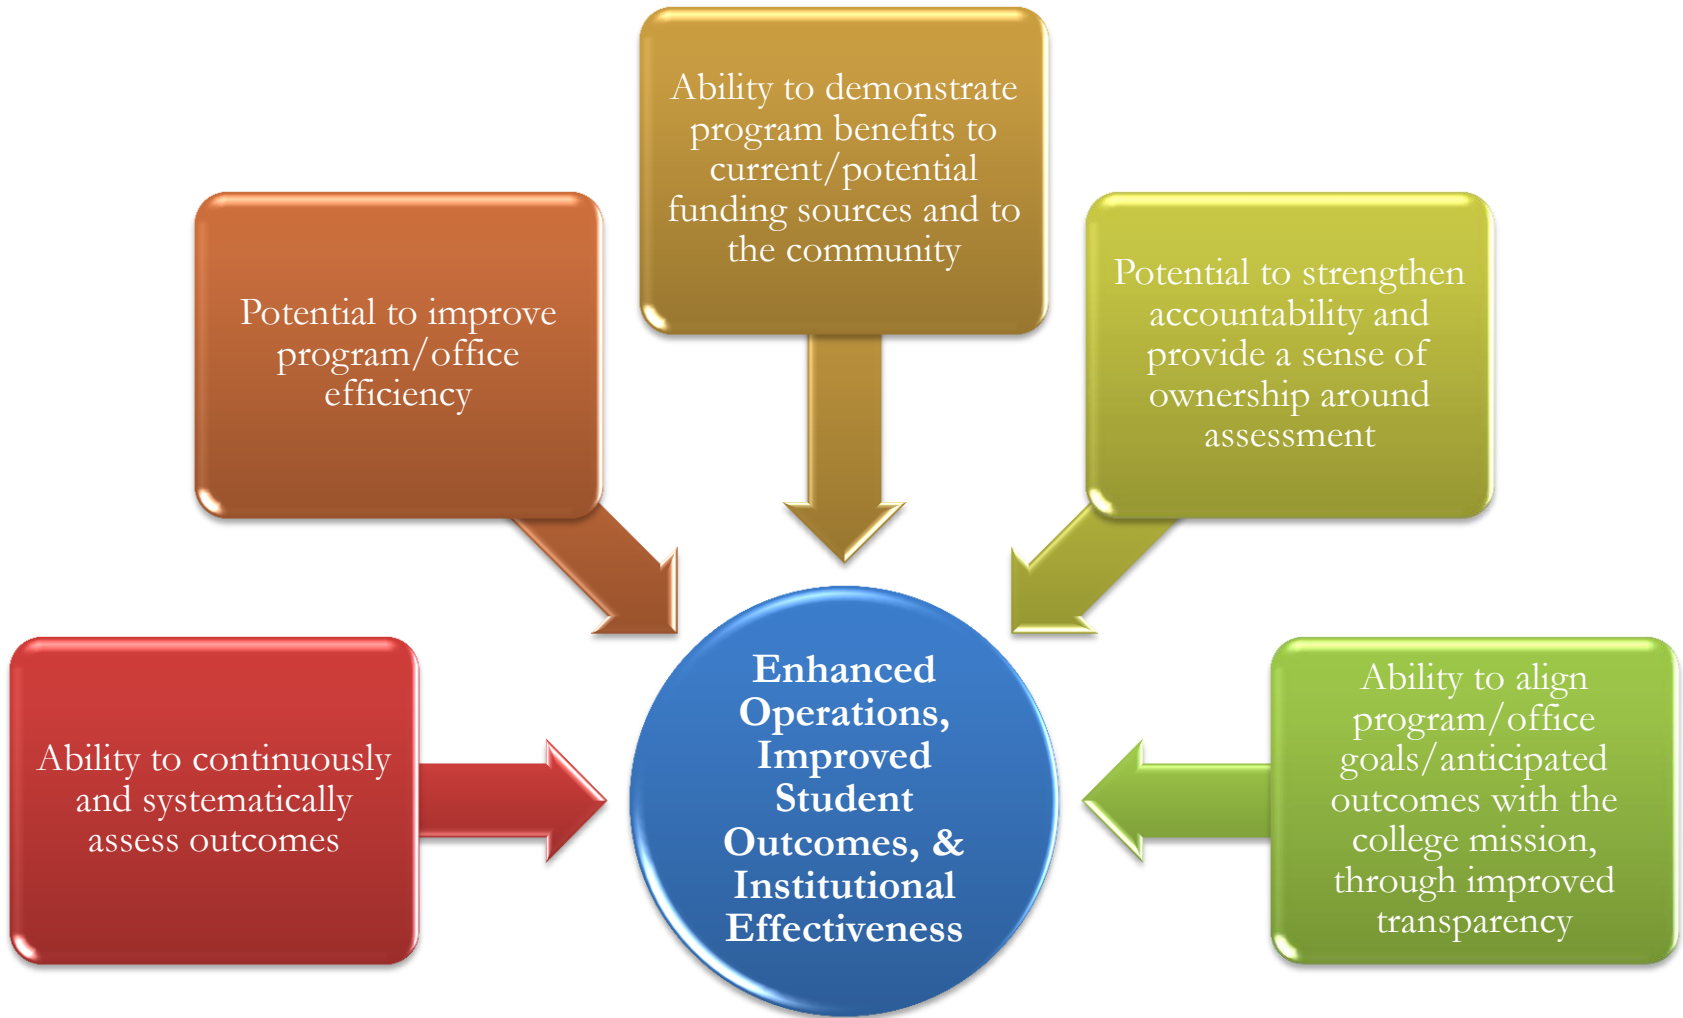 Ability to demonstrate
program benefits to
current/potential
funding sources and to
the community
Potential to improve
program/office
efficiency
Potential to strengthen
accountability and
provide a sense of
ownership around
assessment
Ability to continuously
and systematically
assess outcomes
Enhanced
Operations,
Improved
Student
Outcomes, &
Institutional
Effectiveness
Ability to align
program/office
goals/anticipated
outcomes with the
college mission,
through improved
transparency